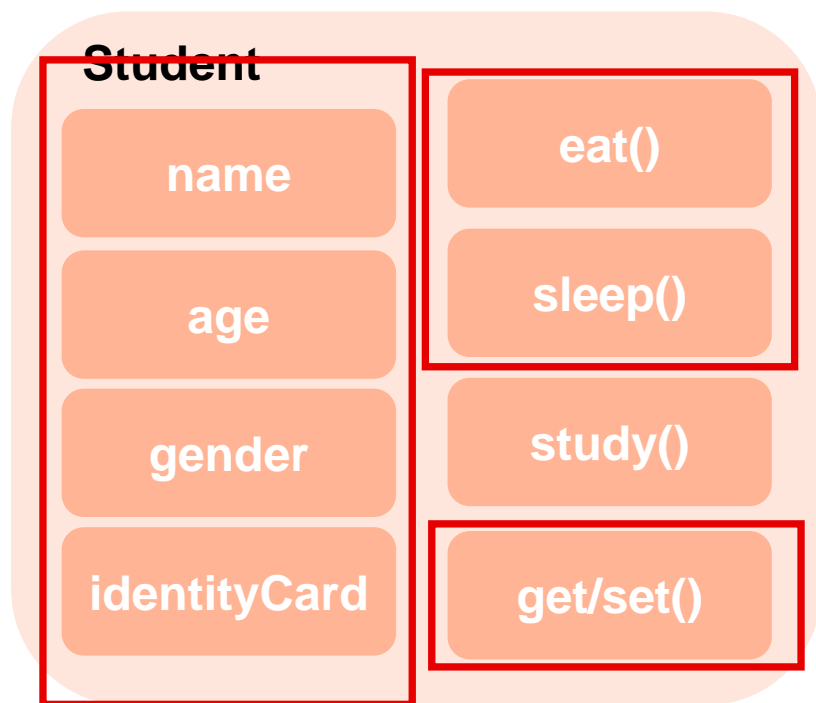 Student
name
age
gender
identityCard
eat()
sleep()
study()
get/set()